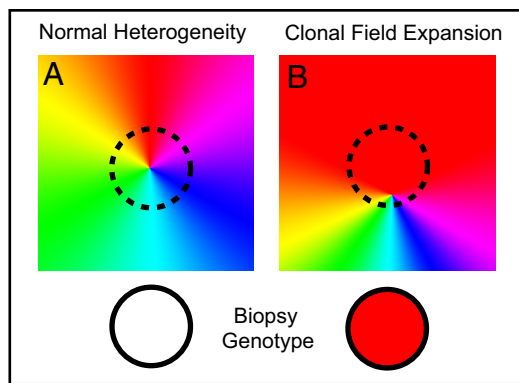 Normal Heterogeneity
Clonal Field Expansion
A
B
Biopsy
Genotype